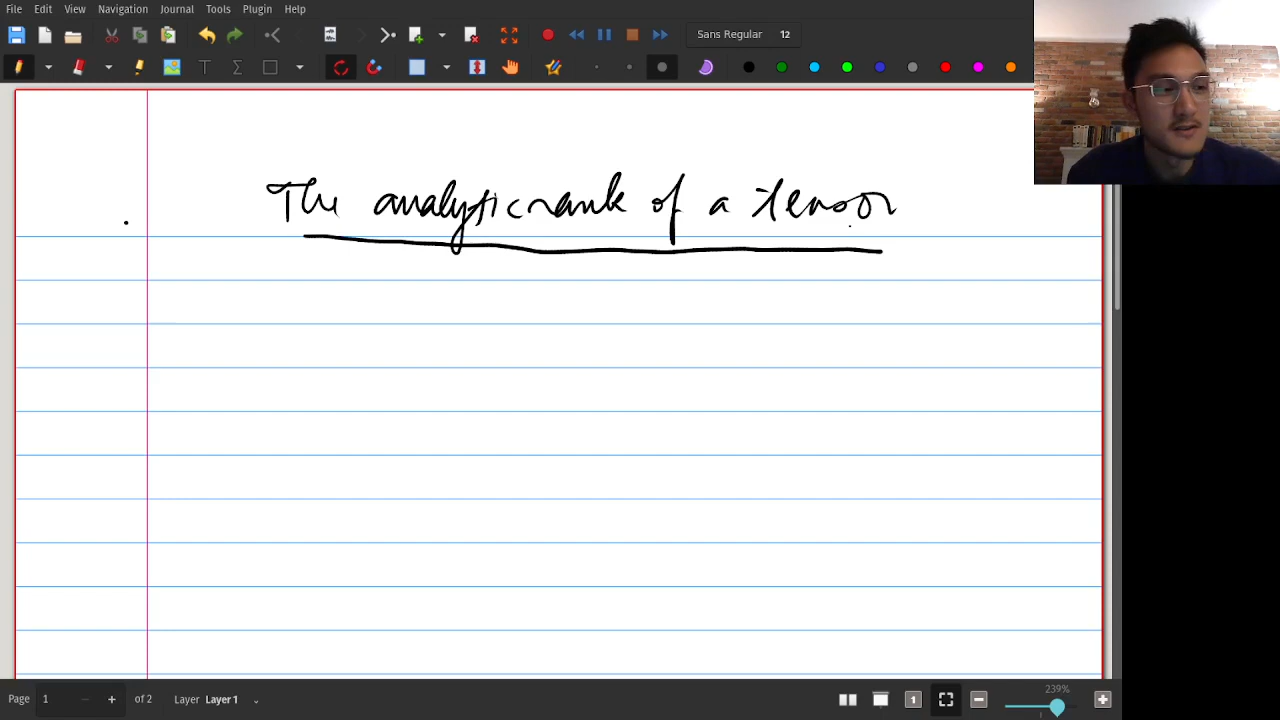 File Edit View Navigation Journal Tools Plugin Help
Sans Regular 12
The analytic rank of a tensor
Page 1 of 2 Layer Layer 1 239%